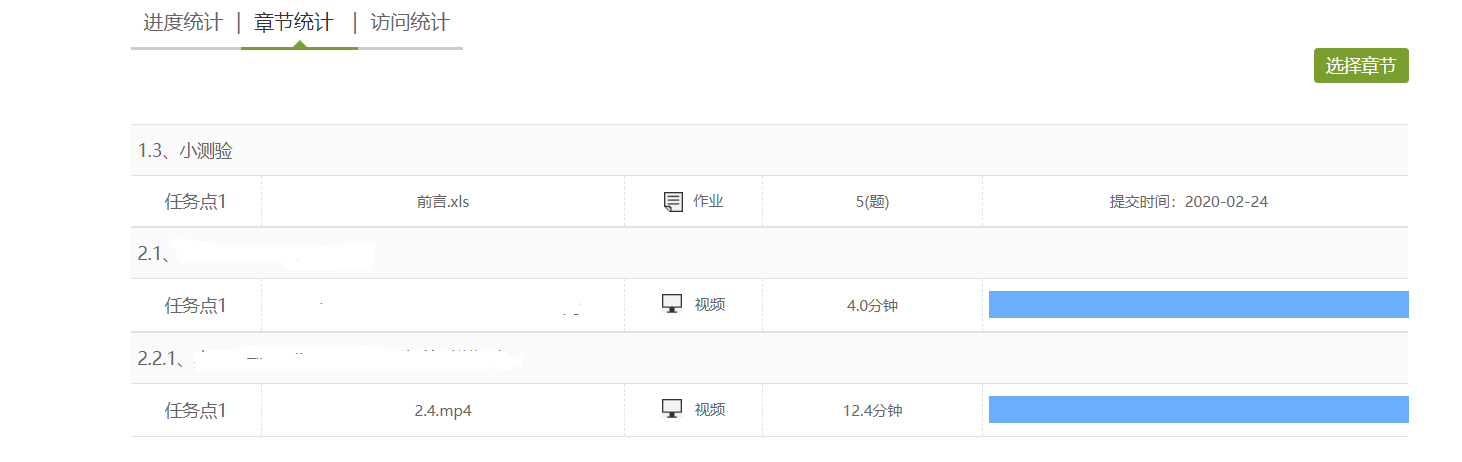 进度统计 | 章节统计 | 访问统计
选择章节
1.3、小测验
任务点1 前言.xls 作业 5(题) 提交时间：2020-02-24
2.1、
任务点1 视频 4.0分钟
2.2.1、
任务点1 2.4.mp4 视频 12.4分钟